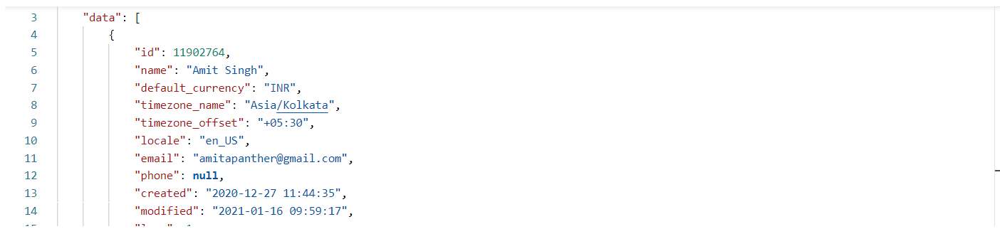 3 "data": [
4 {
5 "id": 11902764,
6 "name": "Amit Singh",
7 "default_currency": "INR",
8 "timezone_name": "Asia/Kolkata",
9 "timezone_offset": "+05:30",
10 "locale": "en_US",
11 "email": "amitapanther@gmail.com",
12 "phone": null,
13 "created": "2020-12-27 11:44:35",
14 "modified": "2021-01-16 09:59:17",